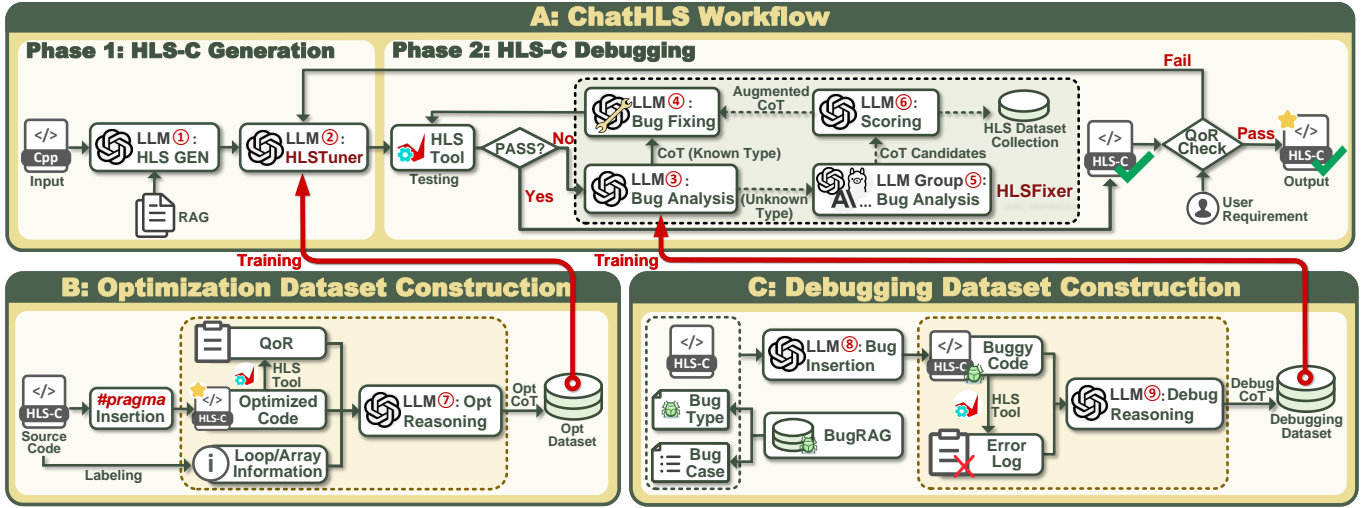 A: ChatHLS Workflow
Phase 1: HLS-C Generation
Phase 2: HLS-C Debugging
Fail
</>
Cpp
Input
LLM①:
HLS GEN
RAG
LLM②:
HLSTuner
HLS
Tool
Testing
PASS?
No
Yes
LLM④:
Bug Fixing
Augmented
CoT
LLM⑥:
Scoring
HLS Dataset
Collection
CoT (Known Type)
CoT Candidates
LLM③:
Bug Analysis
(Unknown
Type)
AI...
LLM Group⑤:
Bug Analysis
HLSFixer
</>
HLS-C
QoR
Check
Pass
</>
HLS-C
Output
User
Requirement
Training
Training
B: Optimization Dataset Construction
</>
HLS-C
Source
Code
#pragma
Insertion
Labeling
QoR
HLS
Tool
</>
HLS-C
Optimized
Code
i
Loop/Array
Information
LLM⑦: Opt
Reasoning
Opt
CoT
Opt
Dataset
C: Debugging Dataset Construction
</>
HLS-C
Bug
Type
Bug
Case
LLM⑧: Bug
Insertion
BugRAG
</>
HLS-C
Buggy
Code
HLS
Tool
Error
Log
LLM⑨: Debug
Reasoning
Debug
CoT
Debugging
Dataset